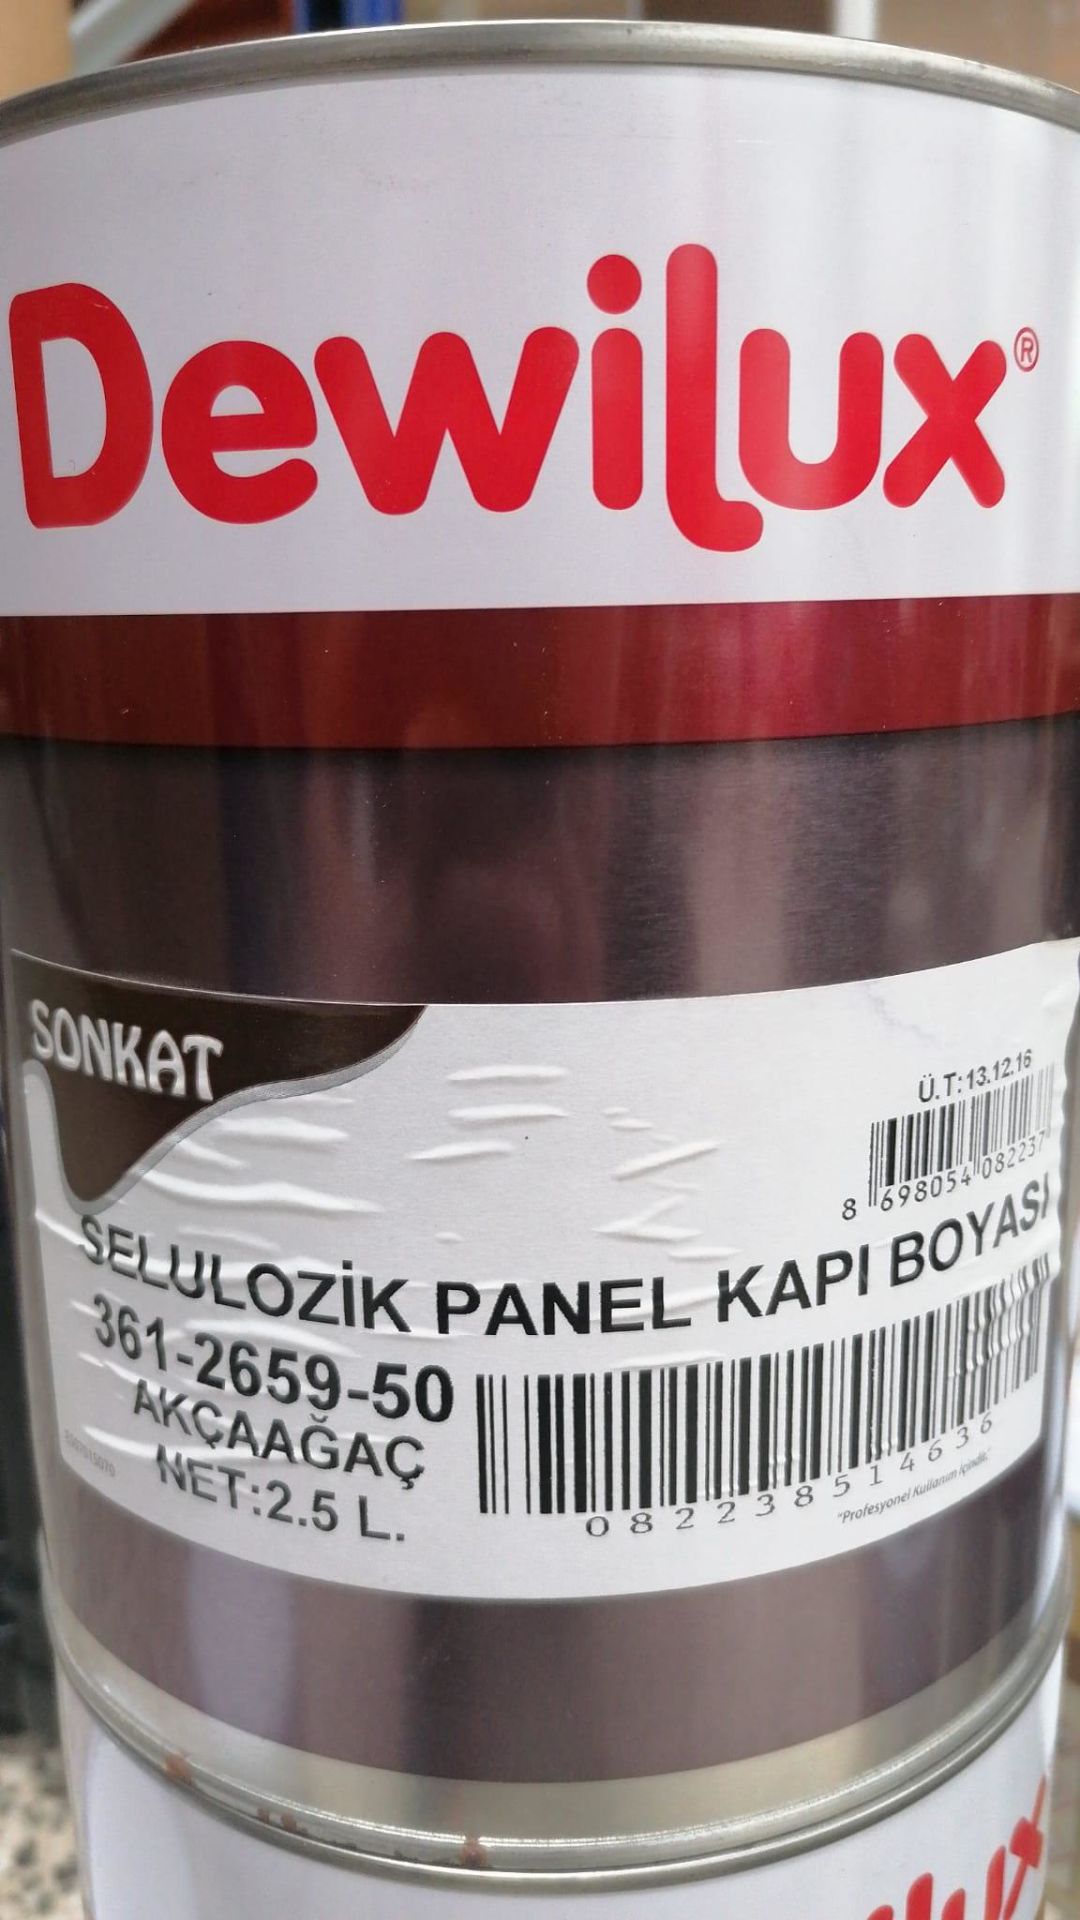 Dewilux®
SONKAT
Ü.T:13.12.16
8 698054 082237
SELULOZİK PANEL KAPI BOYASI
361-2659-50
AKÇAAĞAÇ
NET:2.5 L.
082238514636
"Profesyonel Kullanım İçindir."